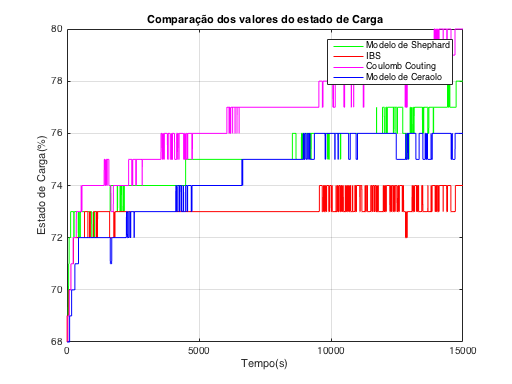 Comparação dos valores do estado de Carga
Estado de Carga(%)
80
78
76
74
72
70
68
Modelo de Shephard
IBS
Coulomb Couting
Modelo de Ceraolo
0
5000
10000
15000
Tempo(s)